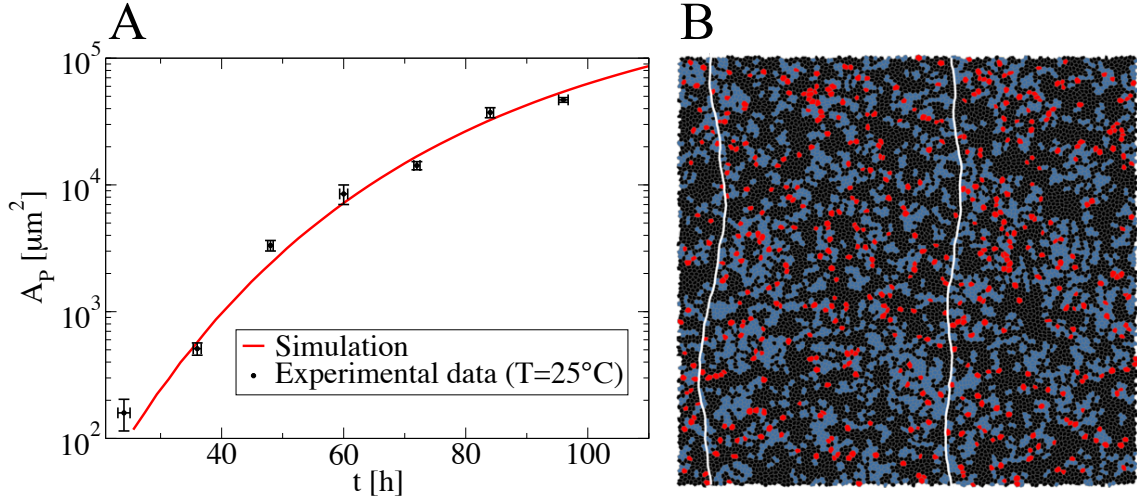 A
B
10^5
10^4
10^3
10^2
A_P [μm^2]
Simulation
Experimental data (T=25°C)
40 60 80 100
t [h]